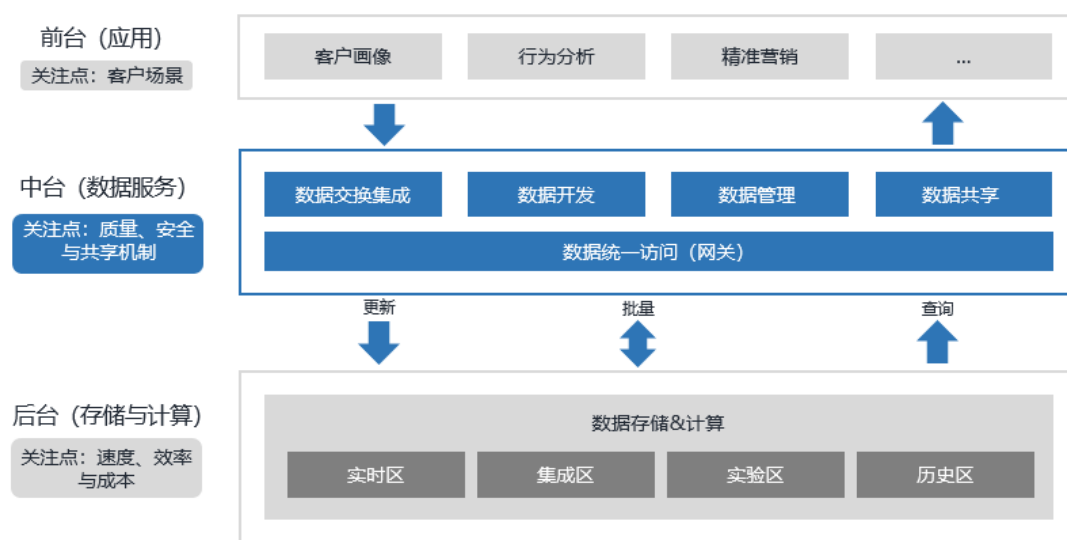 前台（应用）
关注点：客户场景
客户画像
行为分析
精准营销
...
中台（数据服务）
关注点：质量、安全
与共享机制
数据交换集成
数据开发
数据管理
数据共享
数据统一访问（网关）
更新
批量
查询
后台（存储与计算）
关注点：速度、效率
与成本
数据存储&计算
实时区
集成区
实验区
历史区